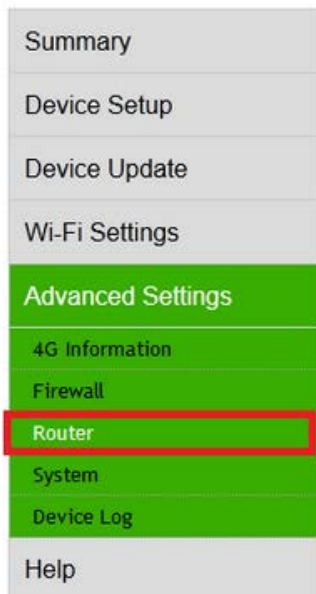 Summary
Device Setup
Device Update
Wi-Fi Settings
Advanced Settings
4G Information
Firewall
Router
System
Device Log
Help